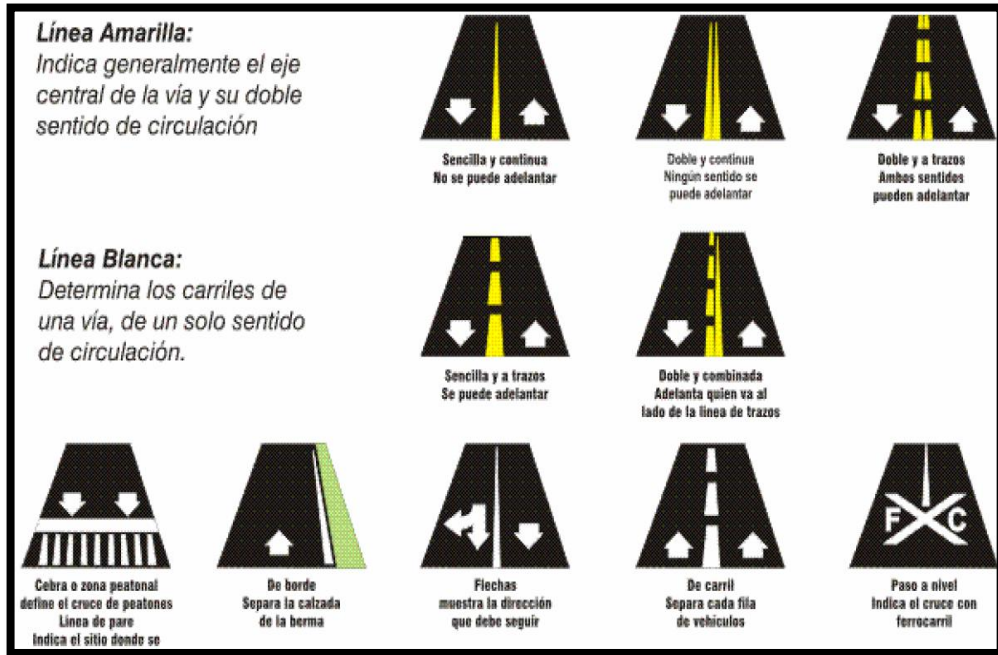 Línea Amarilla:
Indica generalmente el eje
central de la vía y su doble
sentido de circulación
Sencilla y continua
No se puede adelantar
Doble y continua
Ningún sentido se
puede adelantar
Doble y a trazos
Ambos sentidos
pueden adelantar
Línea Blanca:
Determina los carriles de
una vía, de un solo sentido
de circulación.
Sencilla y a trazos
Se puede adelantar
Doble y combinada
Adelanta quien va al
lado de la linea de trazos
Cebra o zona peatonal
define el cruce de peatones
Linea de pare
Indica el sitio donde se
De borde
Separa la calzada
de la berma
Flechas
muestra la dirección
que debe seguir
De carril
Separa cada fila
de vehículos
F C
Paso a nivel
Indica el cruce con
ferrocarril